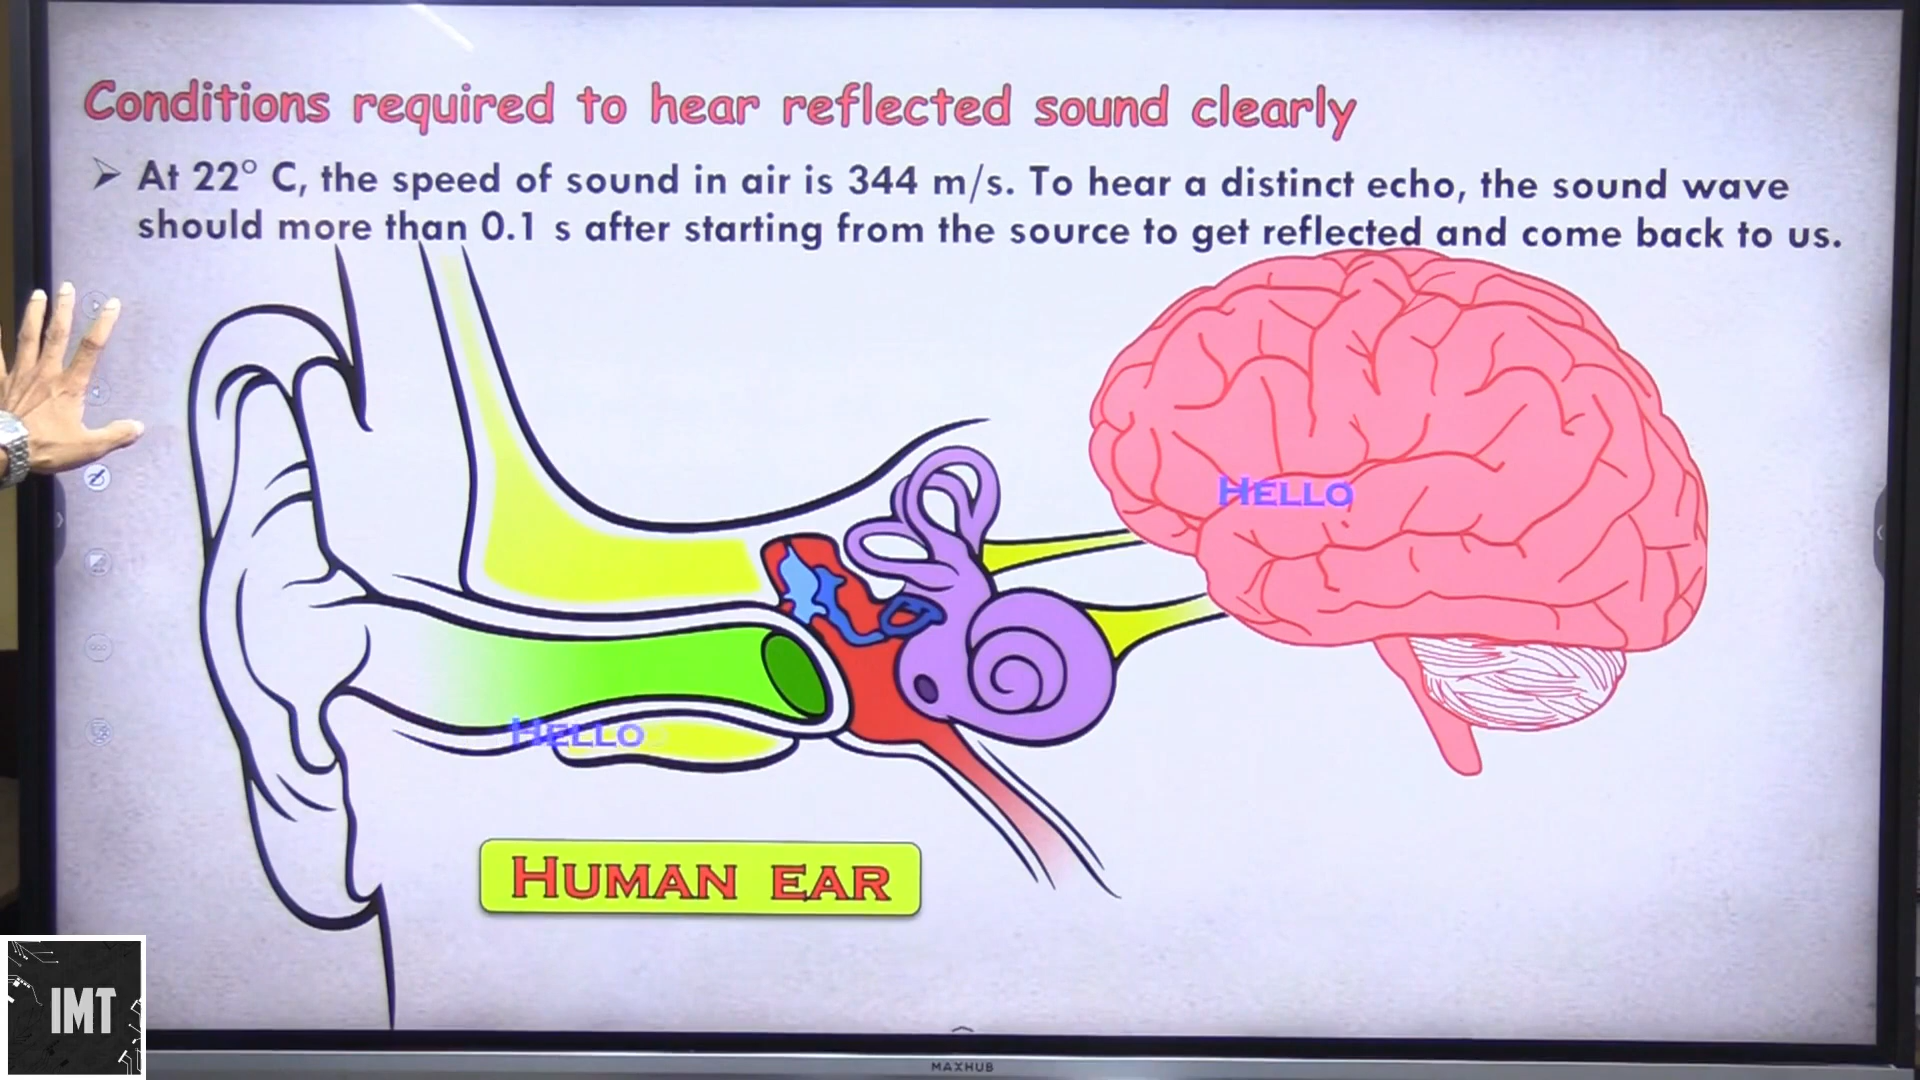 Conditions required to hear reflected sound clearly
➢ At 22° C, the speed of sound in air is 344 m/s. To hear a distinct echo, the sound wave
should more than 0.1 s after starting from the source to get reflected and come back to us.
HELLO
HELLO
HUMAN EAR
IMT
MAXHUB